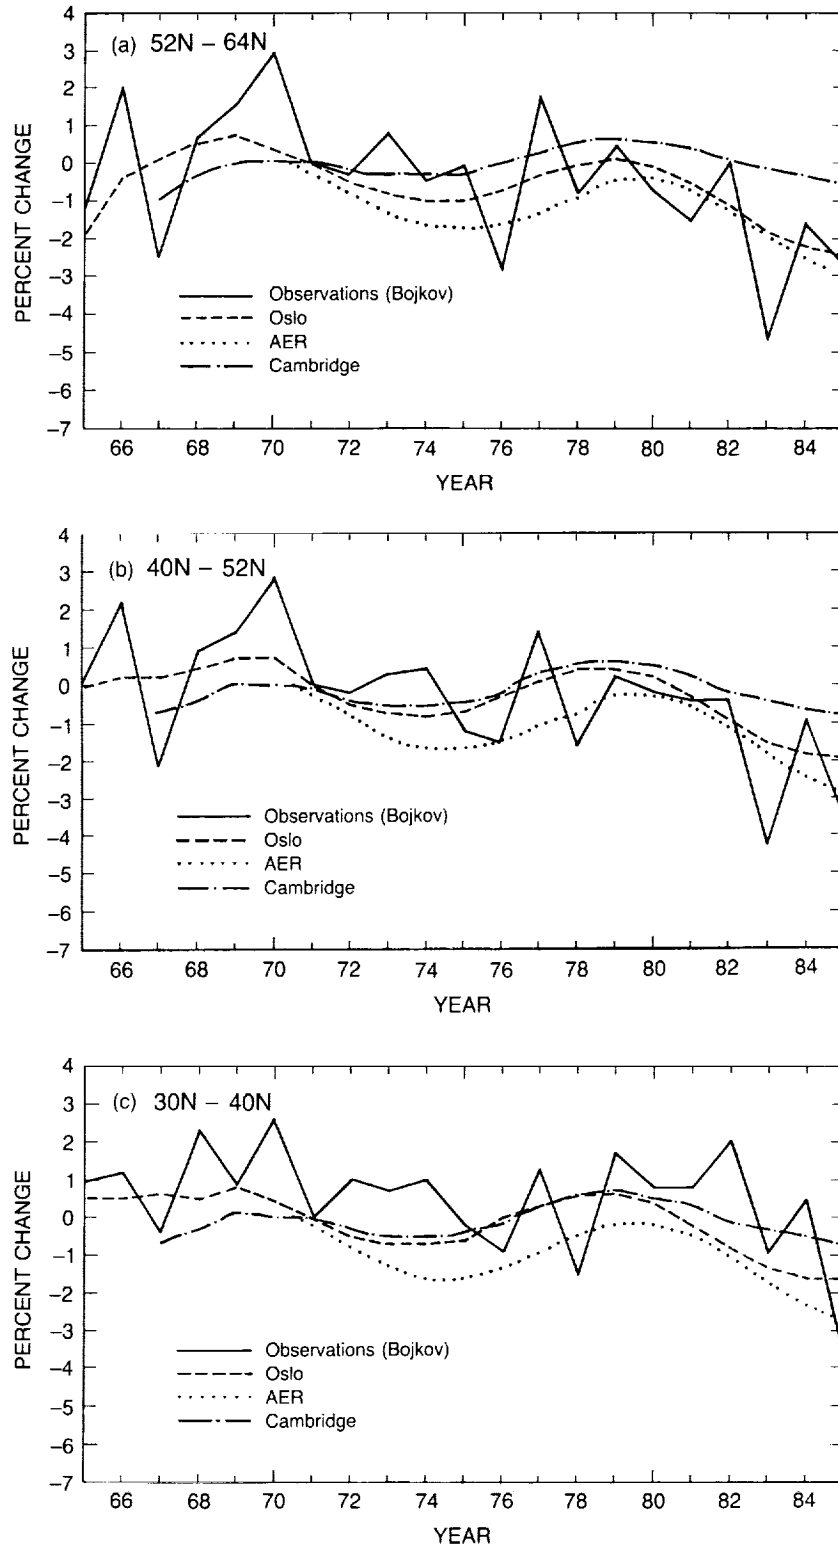 (a) 52N – 64N
4
3
2
1
0
–1
–2
–3
–4
–5
–6
–7
PERCENT CHANGE
Observations (Bojkov)
Oslo
AER
Cambridge
66 68 70 72 74 76 78 80 82 84
YEAR
(b) 40N – 52N
4
3
2
1
0
–1
–2
–3
–4
–5
–6
–7
PERCENT CHANGE
Observations (Bojkov)
Oslo
AER
Cambridge
66 68 70 72 74 76 78 80 82 84
YEAR
(c) 30N – 40N
4
3
2
1
0
–1
–2
–3
–4
–5
–6
–7
PERCENT CHANGE
Observations (Bojkov)
Oslo
AER
Cambridge
66 68 70 72 74 76 78 80 82 84
YEAR